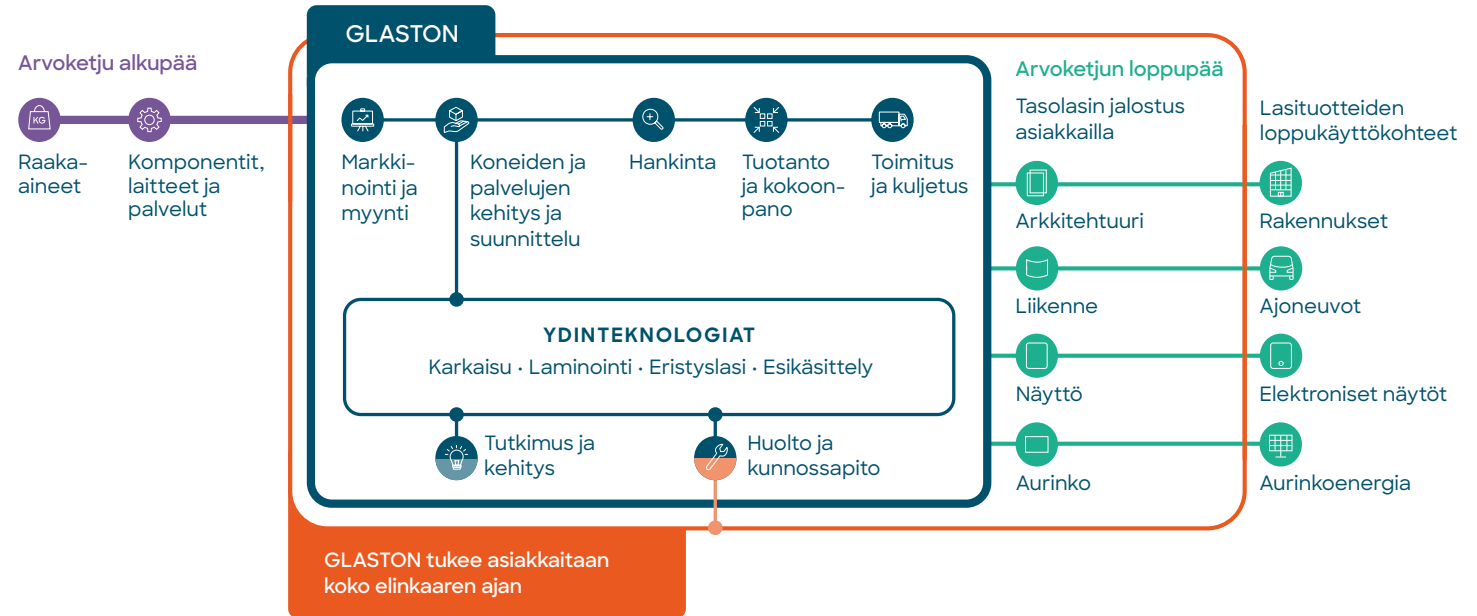 GLASTON
Arvoketju alkupää
KG
Raaka-
aineet
Komponentit,
laitteet ja
palvelut
Markki-
nointi ja
myynti
Koneiden ja
palvelujen
kehitys ja
suunnittelu
Hankinta
Tuotanto
ja kokoon-
pano
Toimitus
ja kuljetus
YDINTEKNOLOGIAT
Karkaisu · Laminointi · Eristyslasi · Esikäsittely
Tutkimus ja
kehitys
Huolto ja
kunnossapito
Arvoketjun loppupää
Tasolasin jalostus
asiakkailla
Lasituotteiden
loppukäyttökohteet
Arkkitehtuuri
Rakennukset
Liikenne
Ajoneuvot
Näyttö
Elektroniset näytöt
Aurinko
Aurinkoenergia
GLASTON tukee asiakkaitaan
koko elinkaaren ajan